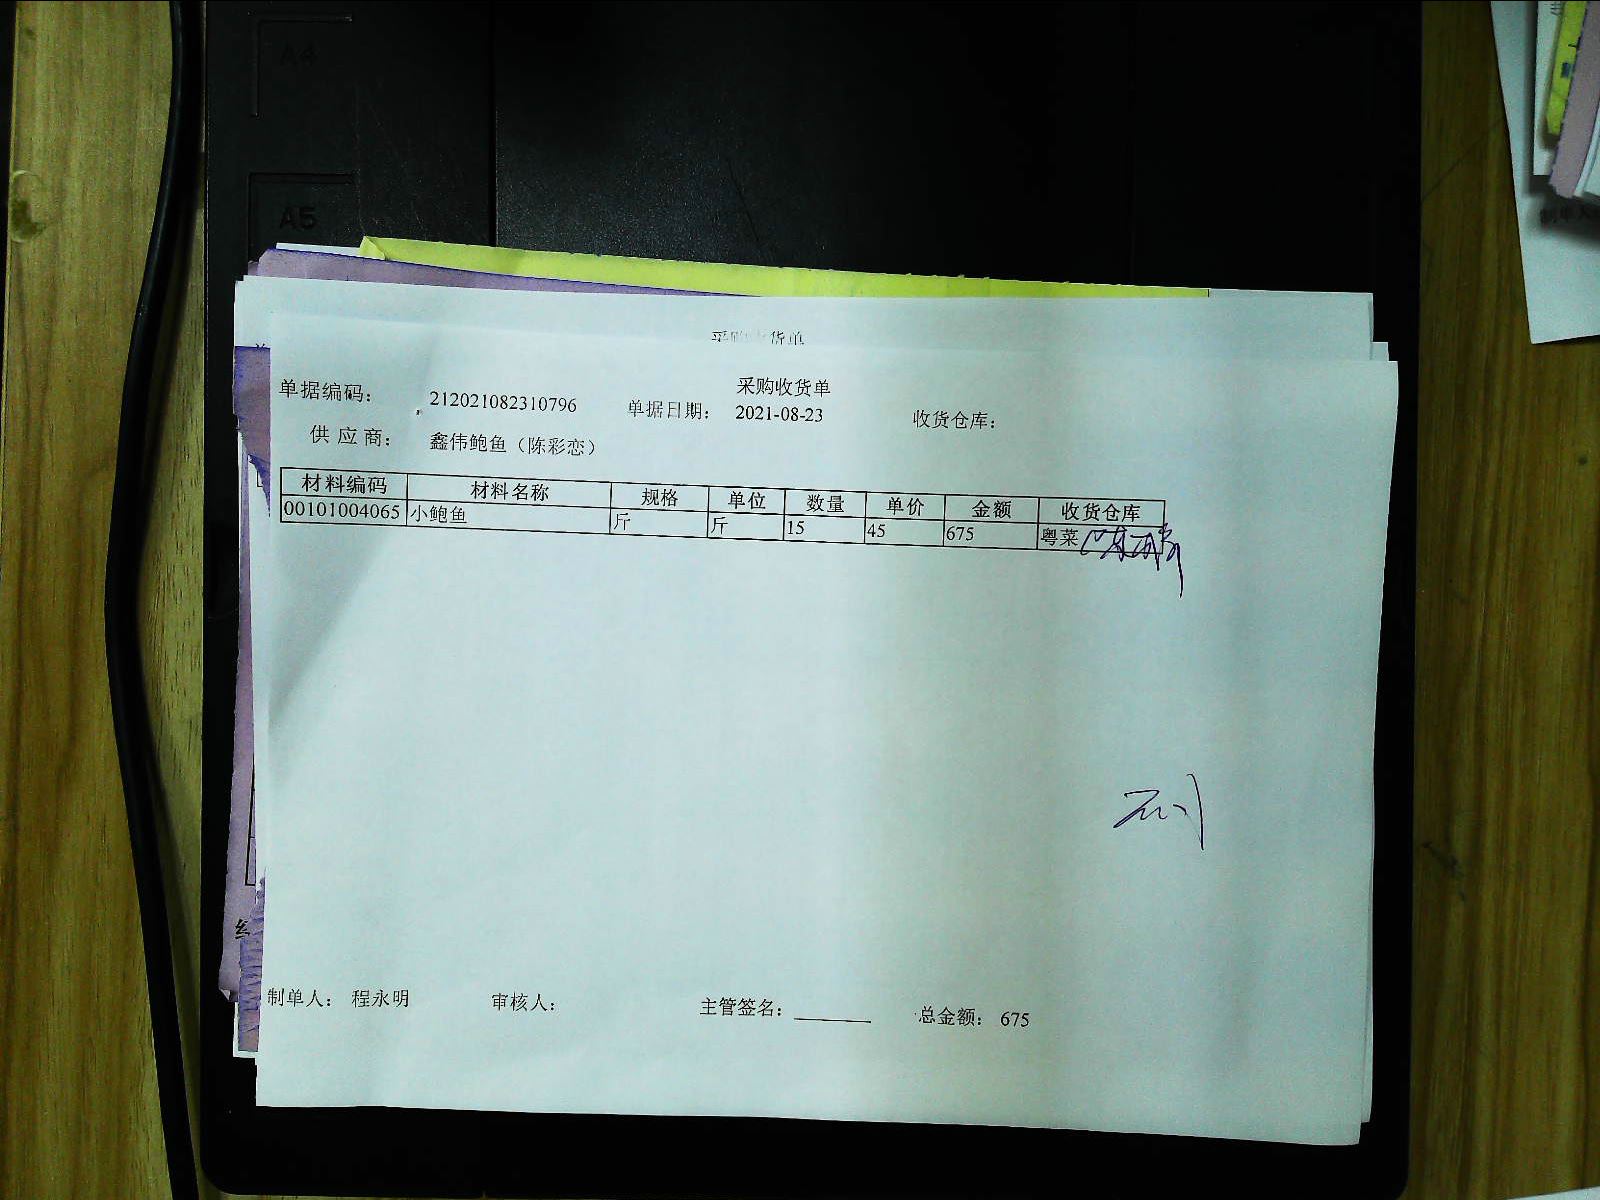 A4
A5
采购收货单
单据编码： 212021082310796 单据日期： 2021-08-23 收货仓库：
供应商： 鑫伟鲍鱼（陈彩恋）
材料编码 材料名称 规格 单位 数量 单价 金额 收货仓库
00101004065 小鲍鱼 斤 斤 15 45 675 粤菜
制单人： 程永明 审核人： 主管签名： 总金额： 675